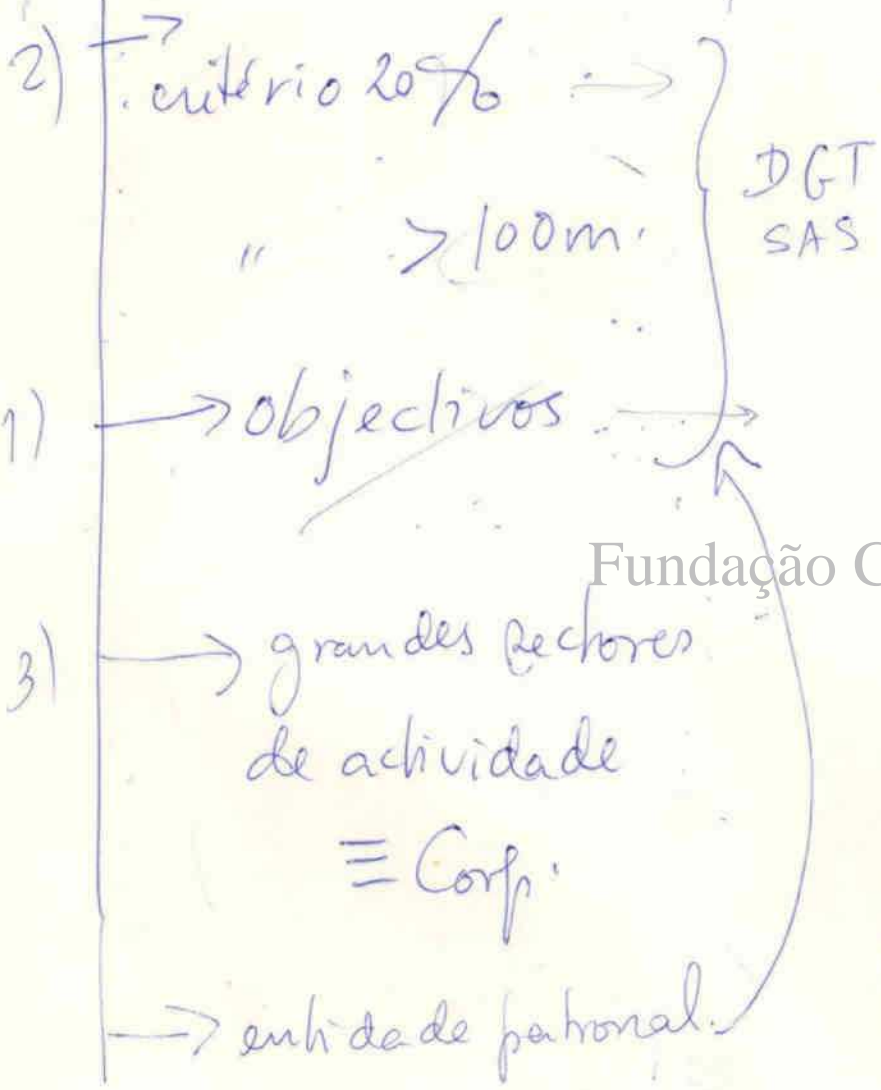 2) → critério 20% →
" > 100m.
DGT
SAS
1) → objectivos →
Fundação C
3) → grandes sectores
de actividade
≡ Corp.
→ entidade patronal.